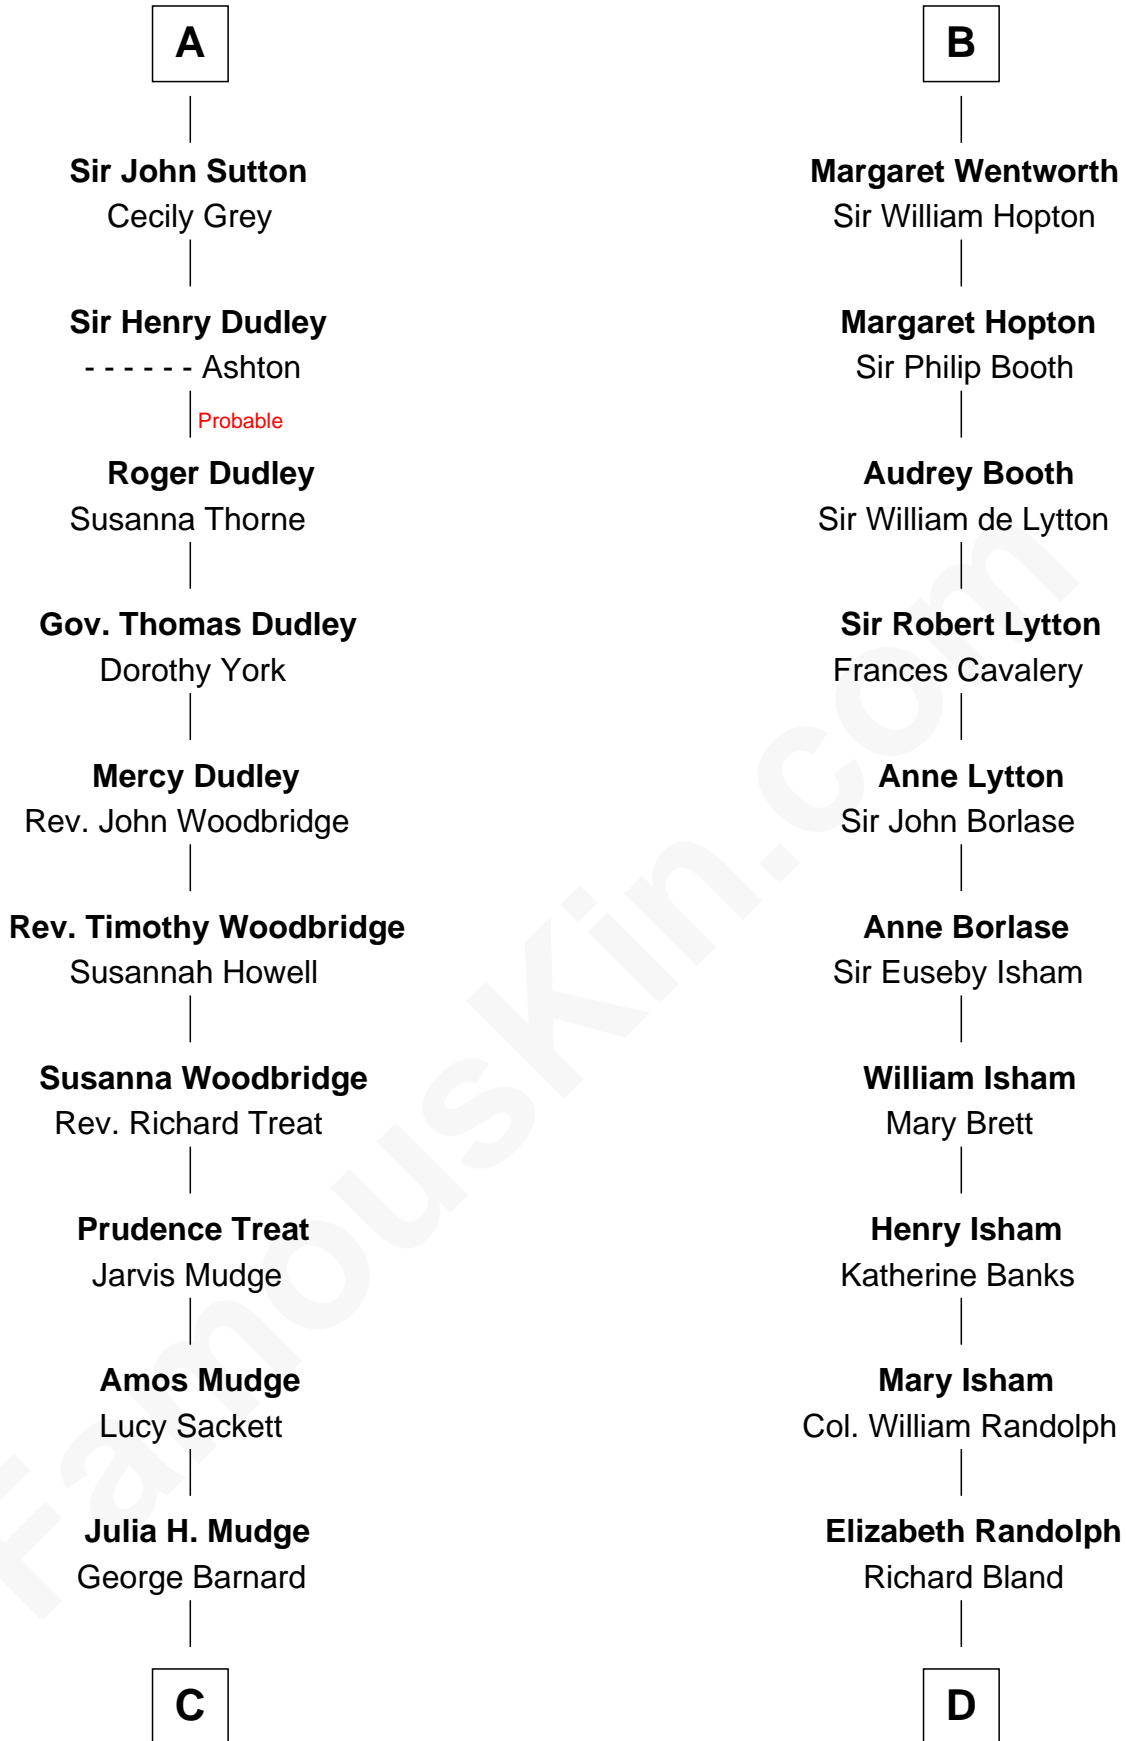 A
Sir John Sutton
Cecily Grey
Sir Henry Dudley
- - - - - - Ashton
Probable
Roger Dudley
Susanna Thorne
Gov. Thomas Dudley
Dorothy York
Mercy Dudley
Rev. John Woodbridge
Rev. Timothy Woodbridge
Susannah Howell
Susanna Woodbridge
Rev. Richard Treat
Prudence Treat
Jarvis Mudge
Amos Mudge
Lucy Sackett
Julia H. Mudge
George Barnard
C
B
Margaret Wentworth
Sir William Hopton
Margaret Hopton
Sir Philip Booth
Audrey Booth
Sir William de Lytton
Sir Robert Lytton
Frances Cavalery
Anne Lytton
Sir John Borlase
Anne Borlase
Sir Euseby Isham
William Isham
Mary Brett
Henry Isham
Katherine Banks
Mary Isham
Col. William Randolph
Elizabeth Randolph
Richard Bland
D
FamousKin.com